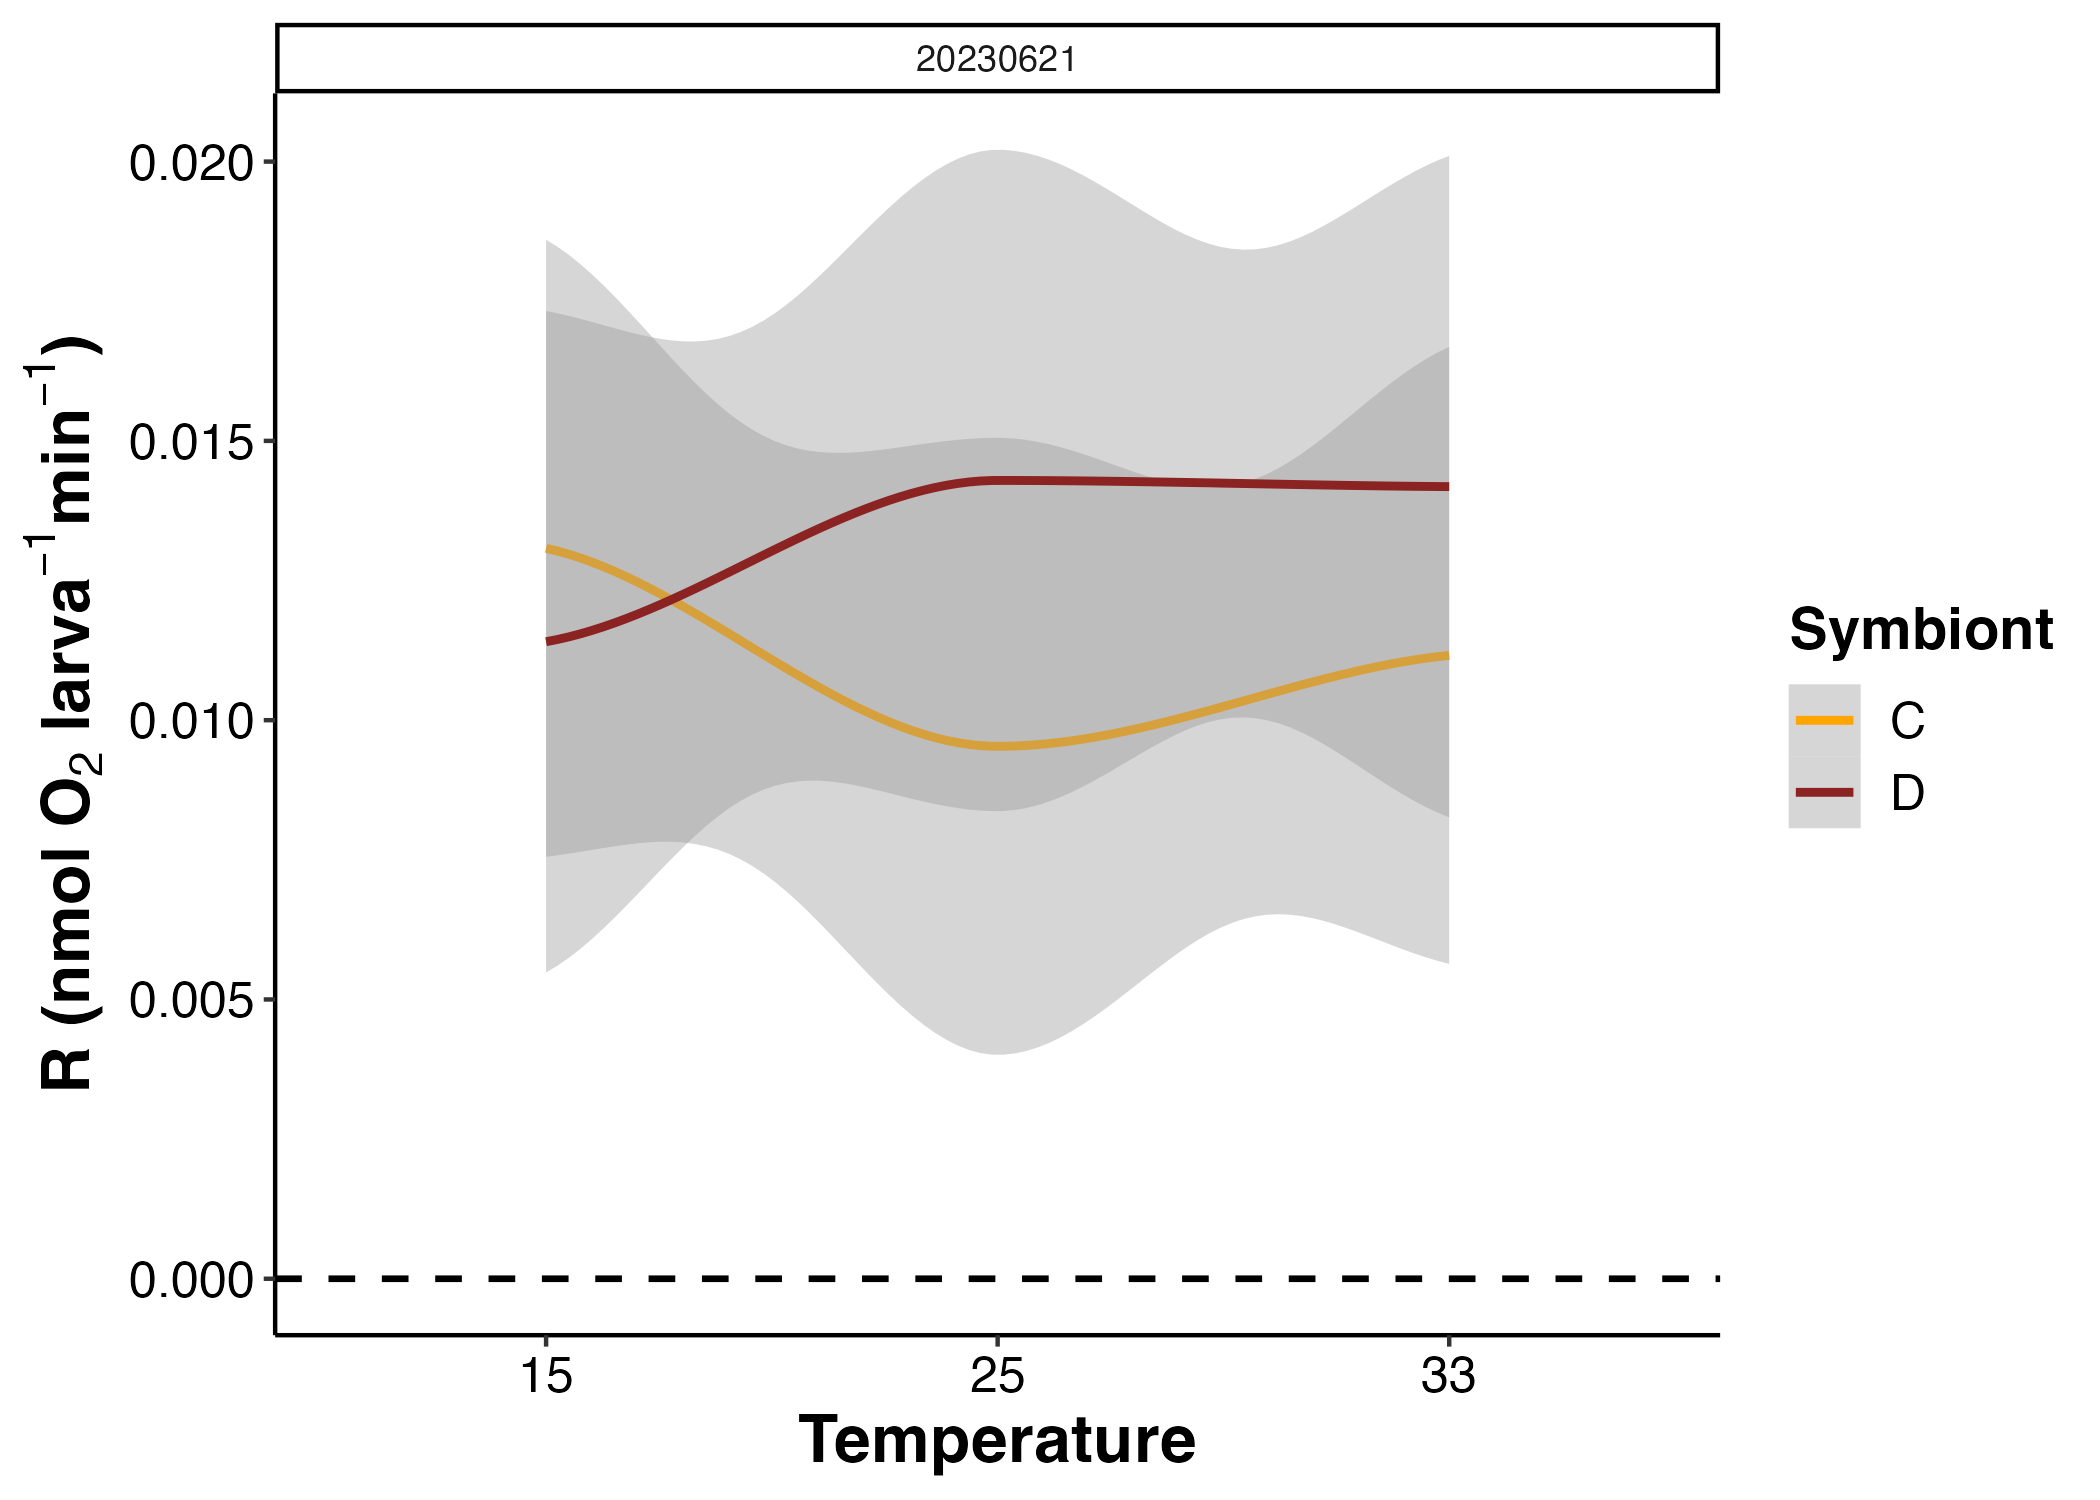 20230621
R (nmol O₂ larva⁻¹min⁻¹)
0.020
0.015
0.010
0.005
0.000
15
25
33
Temperature
Symbiont
C
D